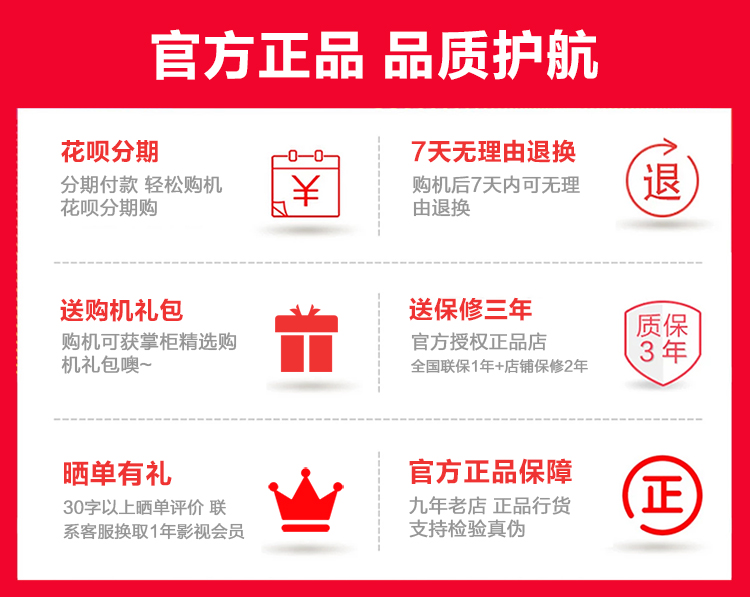 官方正品 品质护航
花呗分期
分期付款 轻松购机
花呗分期购
¥
7天无理由退换
购机后7天内可无理
由退换
退
送购机礼包
购机可获掌柜精选购
机礼包噢~
送保修三年
官方授权正品店
全国联保1年+店铺保修2年
质保
3年
晒单有礼
30字以上晒单评价 联
系客服换取1年影视会员
官方正品保障
九年老店 正品行货
支持检验真伪
正